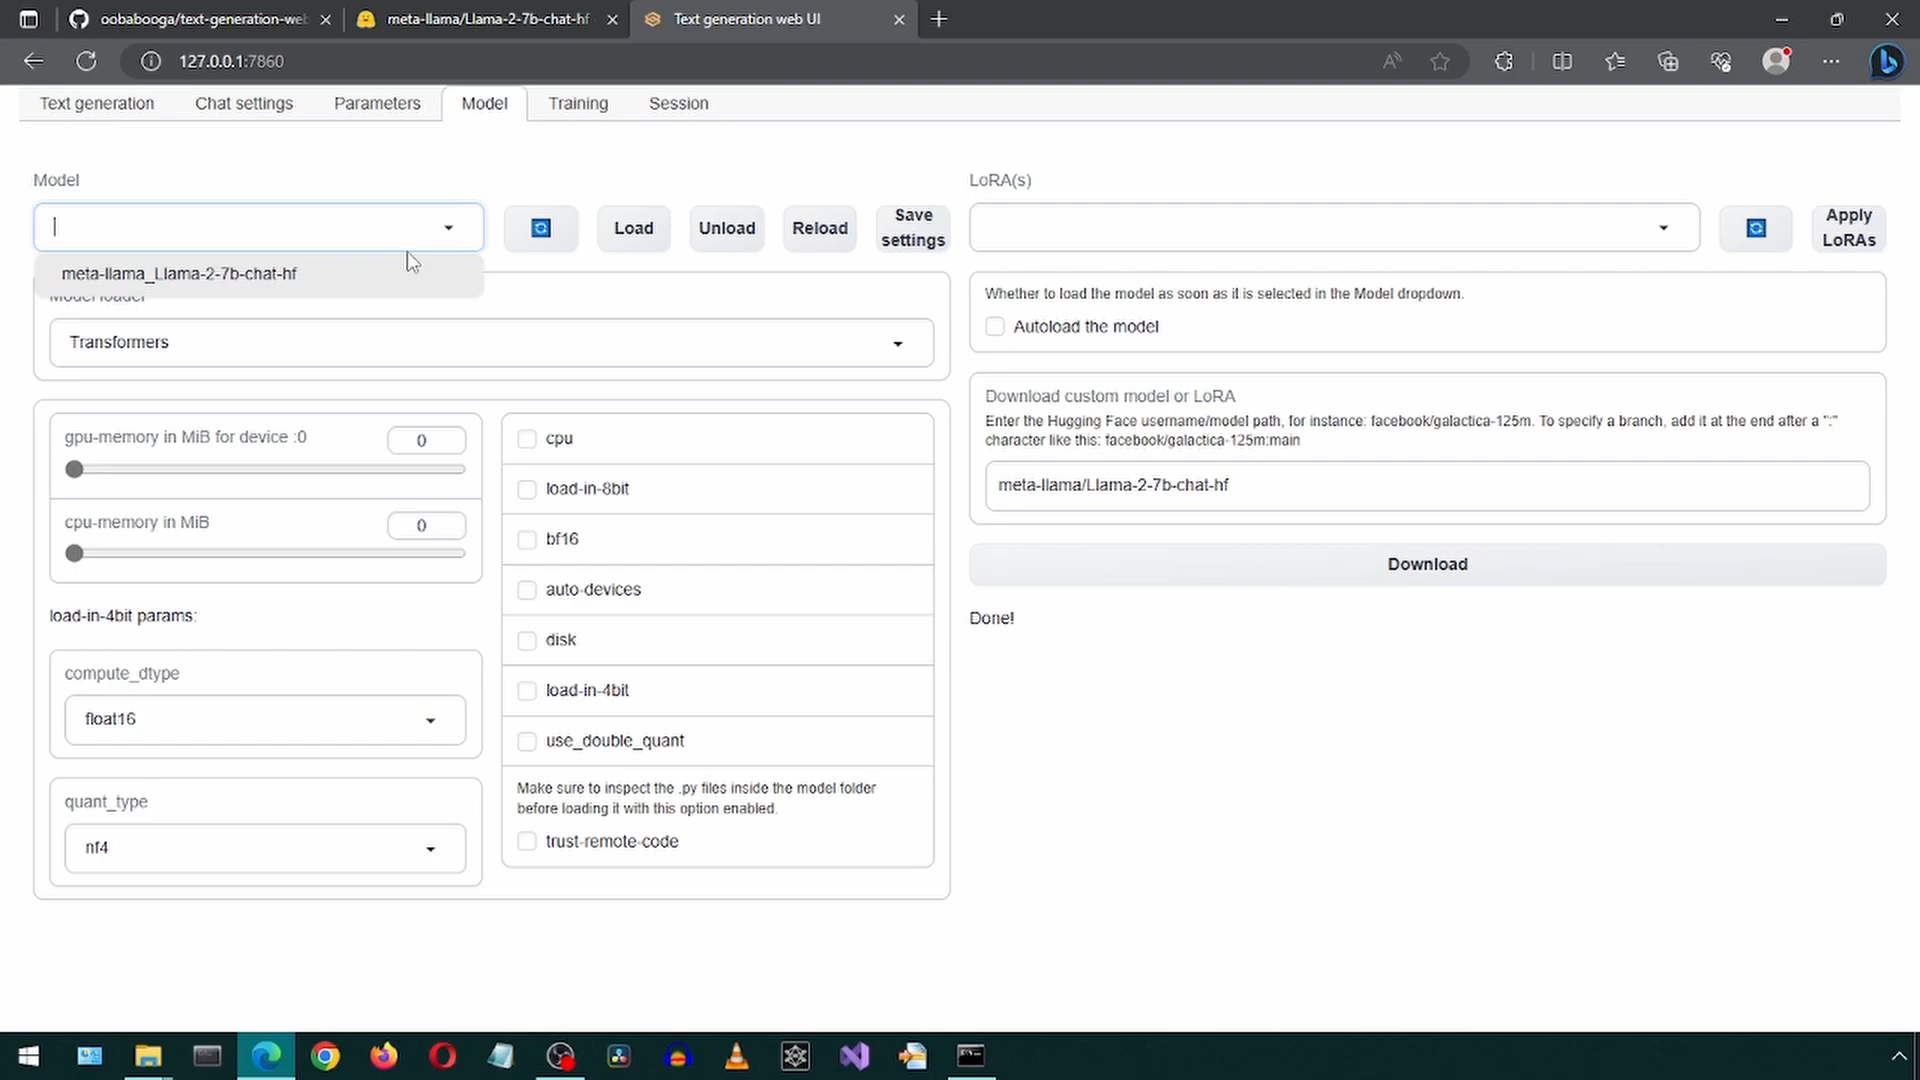 oobabooga/text-generation-web
meta-llama/Llama-2-7b-chat-hf
Text generation web UI
127.0.0.1:7860
Text generation
Chat settings
Parameters
Model
Training
Session
Model
meta-llama_Llama-2-7b-chat-hf
Load
Unload
Reload
Save
settings
LoRA(s)
Apply
LoRAs
Model loader
Transformers
Whether to load the model as soon as it is selected in the Model dropdown.
Autoload the model
Download custom model or LoRA
Enter the Hugging Face username/model path, for instance: facebook/galactica-125m. To specify a branch, add it at the end after a ":"
character like this: facebook/galactica-125m:main
meta-llama/Llama-2-7b-chat-hf
Download
Done!
gpu-memory in MiB for device :0
0
cpu-memory in MiB
0
load-in-4bit params:
compute_dtype
float16
quant_type
nf4
cpu
load-in-8bit
bf16
auto-devices
disk
load-in-4bit
use_double_quant
Make sure to inspect the .py files inside the model folder
before loading it with this option enabled.
trust-remote-code